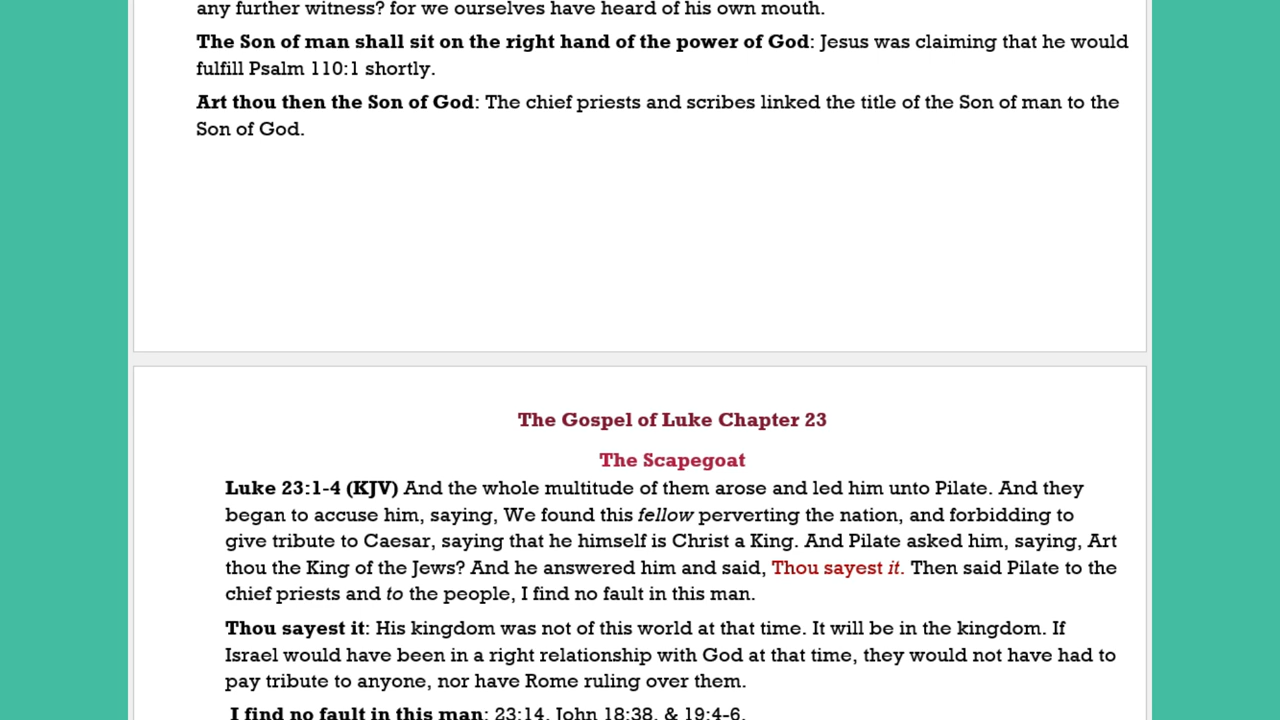 any further witness? for we ourselves have heard of his own mouth.
The Son of man shall sit on the right hand of the power of God: Jesus was claiming that he would
fulfill Psalm 110:1 shortly.
Art thou then the Son of God: The chief priests and scribes linked the title of the Son of man to the
Son of God.
The Gospel of Luke Chapter 23
The Scapegoat
Luke 23:1-4 (KJV) And the whole multitude of them arose and led him unto Pilate. And they
began to accuse him, saying, We found this fellow perverting the nation, and forbidding to
give tribute to Caesar, saying that he himself is Christ a King. And Pilate asked him, saying, Art
thou the King of the Jews? And he answered him and said, Thou sayest it. Then said Pilate to the
chief priests and to the people, I find no fault in this man.
Thou sayest it: His kingdom was not of this world at that time. It will be in the kingdom. If
Israel would have been in a right relationship with God at that time, they would not have had to
pay tribute to anyone, nor have Rome ruling over them.
I find no fault in this man: 23:14, John 18:38, & 19:4-6.